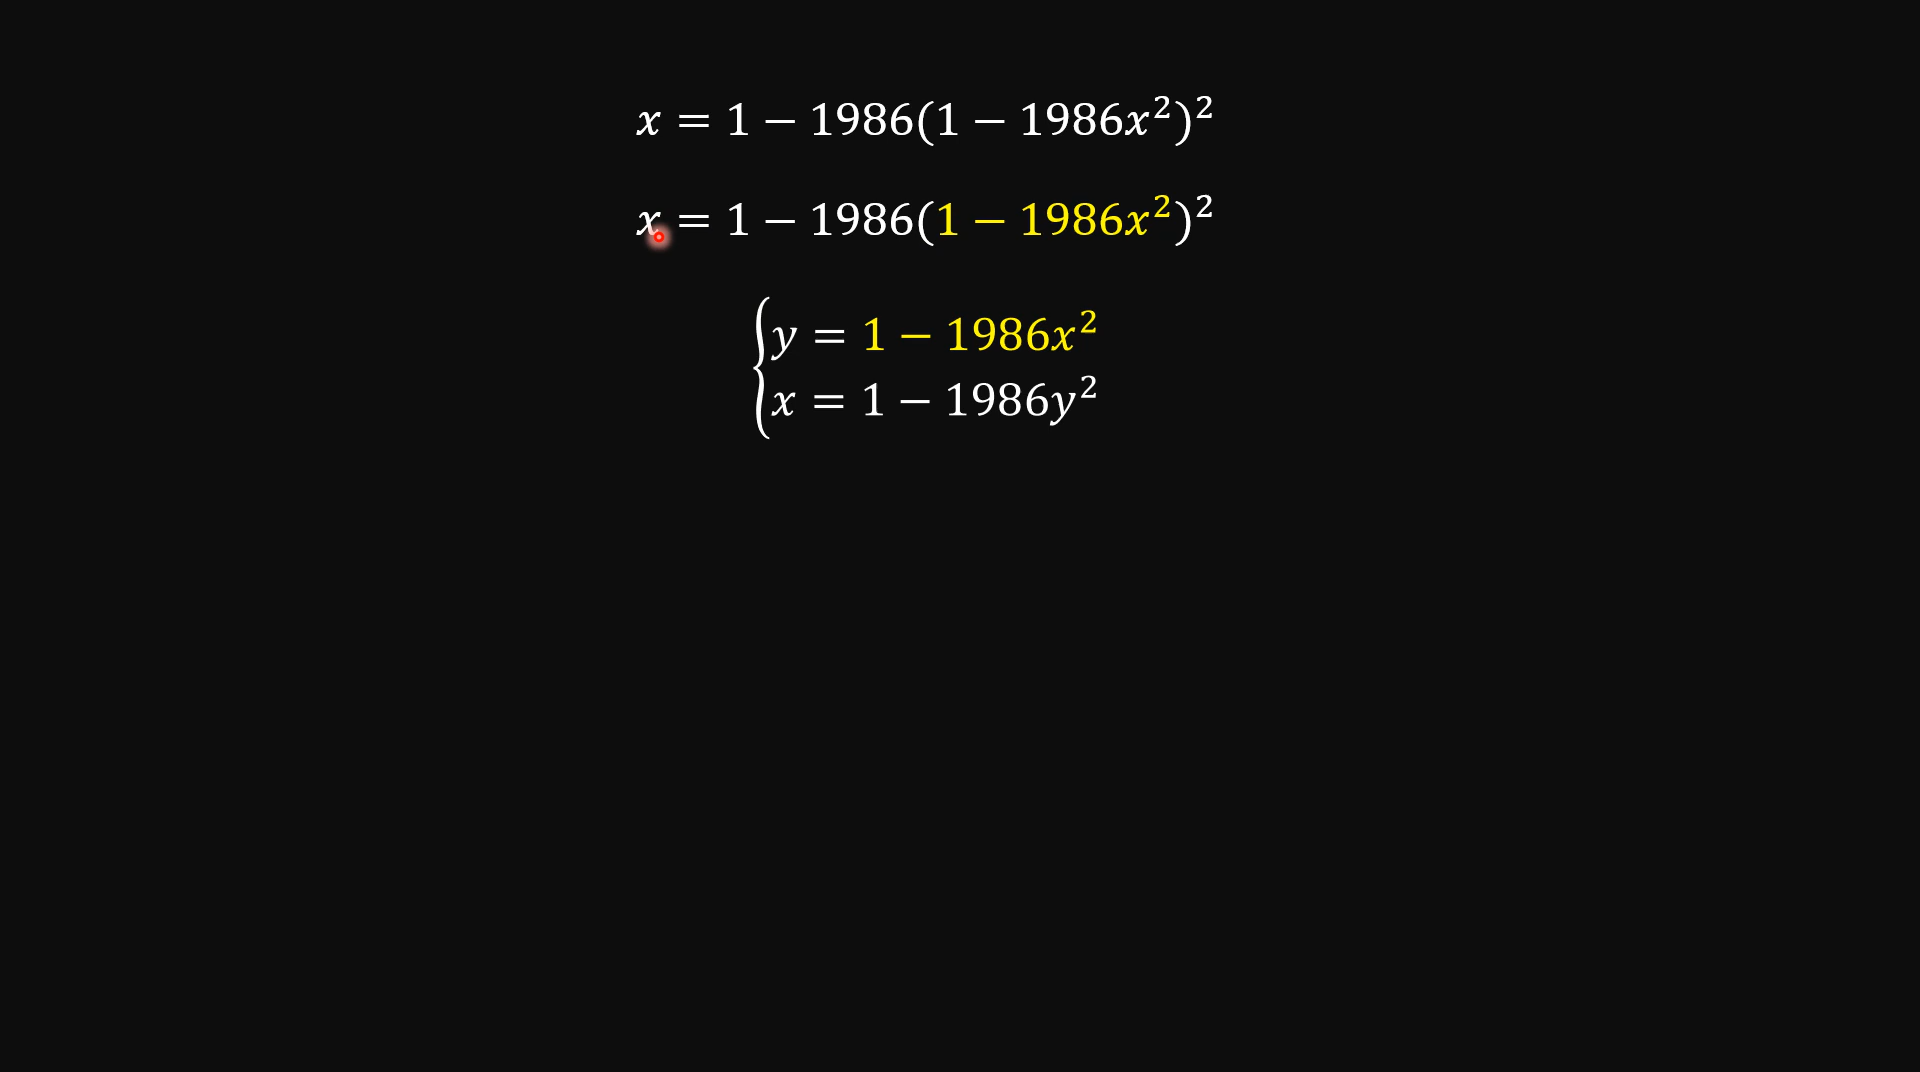 x = 1 − 1986(1 − 1986x²)²
x = 1 − 1986(1 − 1986x²)²
y = 1 − 1986x²
x = 1 − 1986y²